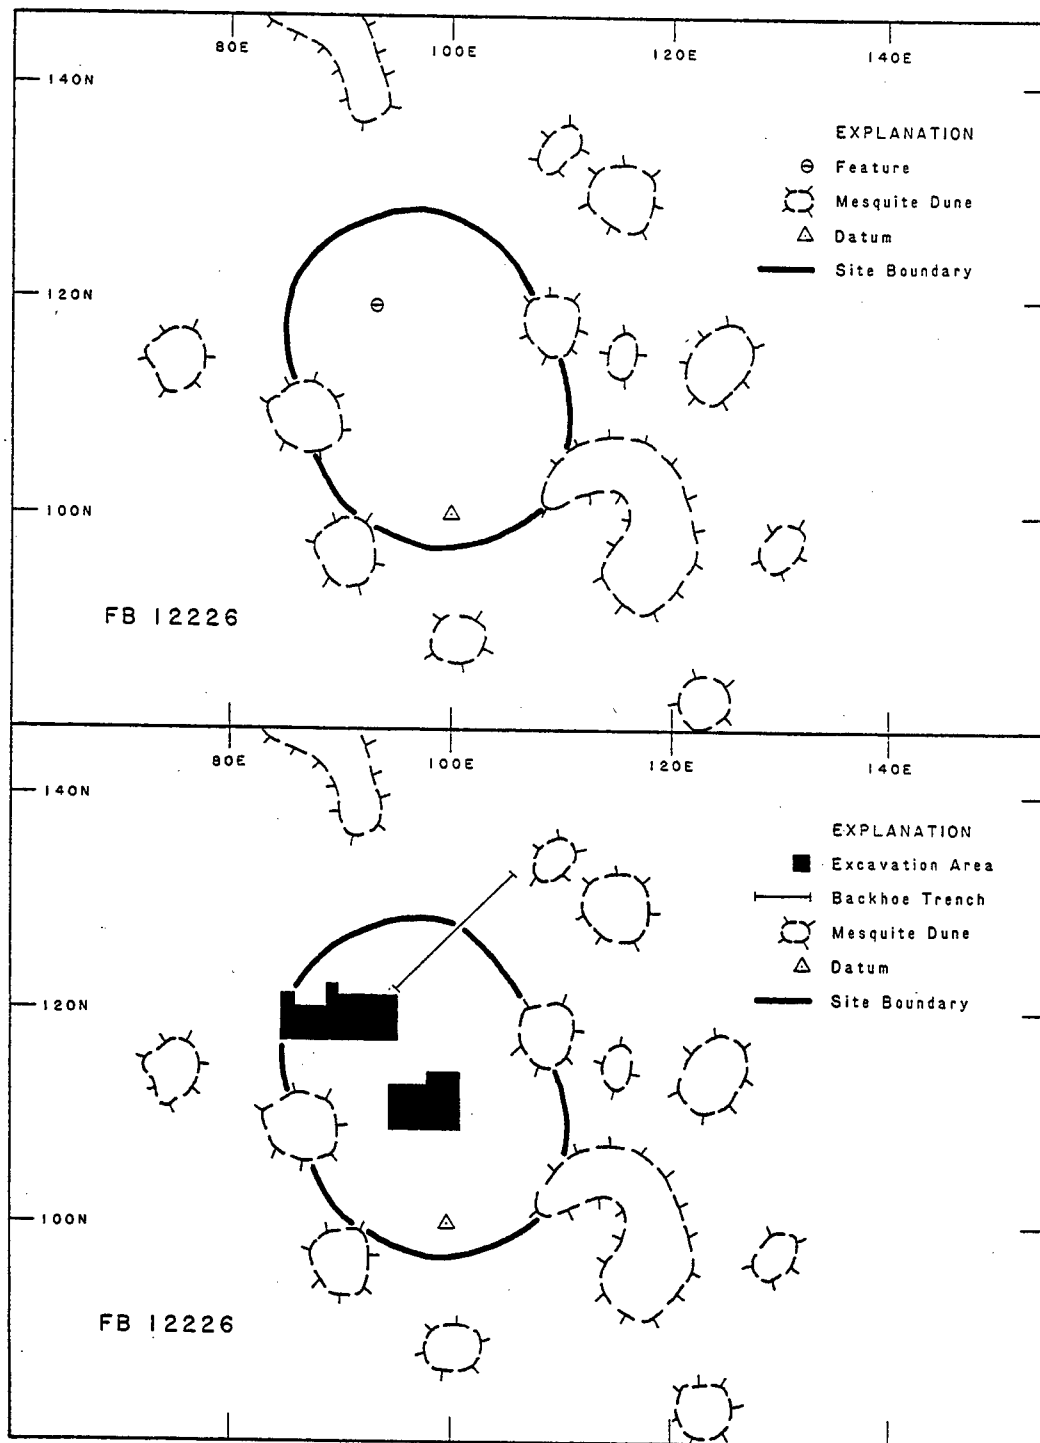 80E 100E 120E 140E
140N
EXPLANATION
Feature
Mesquite Dune
Datum
Site Boundary
120N
100N
FB 12226
80E 100E 120E 140E
140N
EXPLANATION
Excavation Area
Backhoe Trench
Mesquite Dune
Datum
Site Boundary
120N
100N
FB 12226